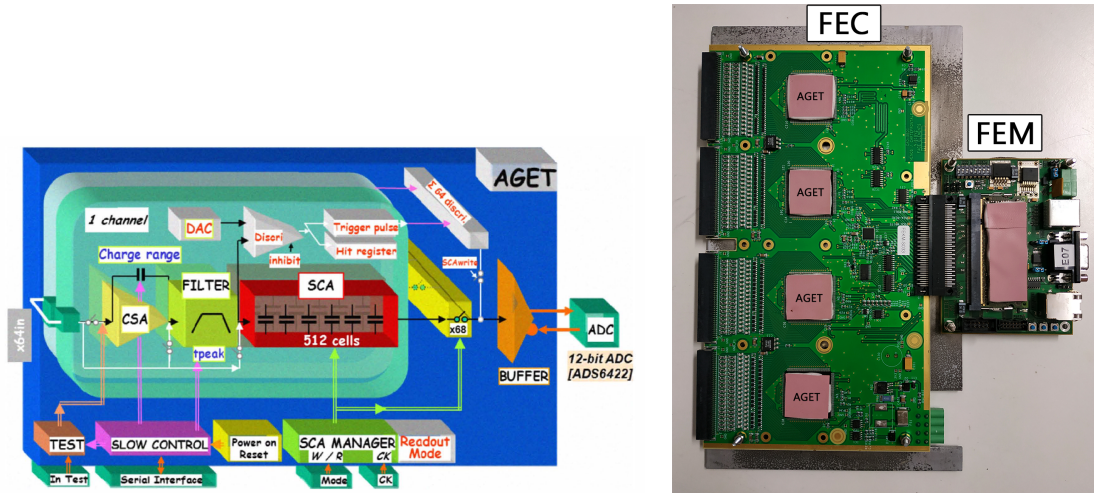 AGET
Σ 64 discri.
1 channel
DAC
Discri
inhibit
Trigger pulse
Hit register
SCAwrite
Charge range
CSA
FILTER
tpeak
SCA
512 cells
x64in
x68
BUFFER
ADC
12-bit ADC
[ADS6422]
TEST
SLOW CONTROL
Power on
Reset
SCA MANAGER
W / R
CK
Readout
Mode
In Test
Serial Interface
Mode
CK
FEC
AGET
AGET
AGET
AGET
FEM
E07